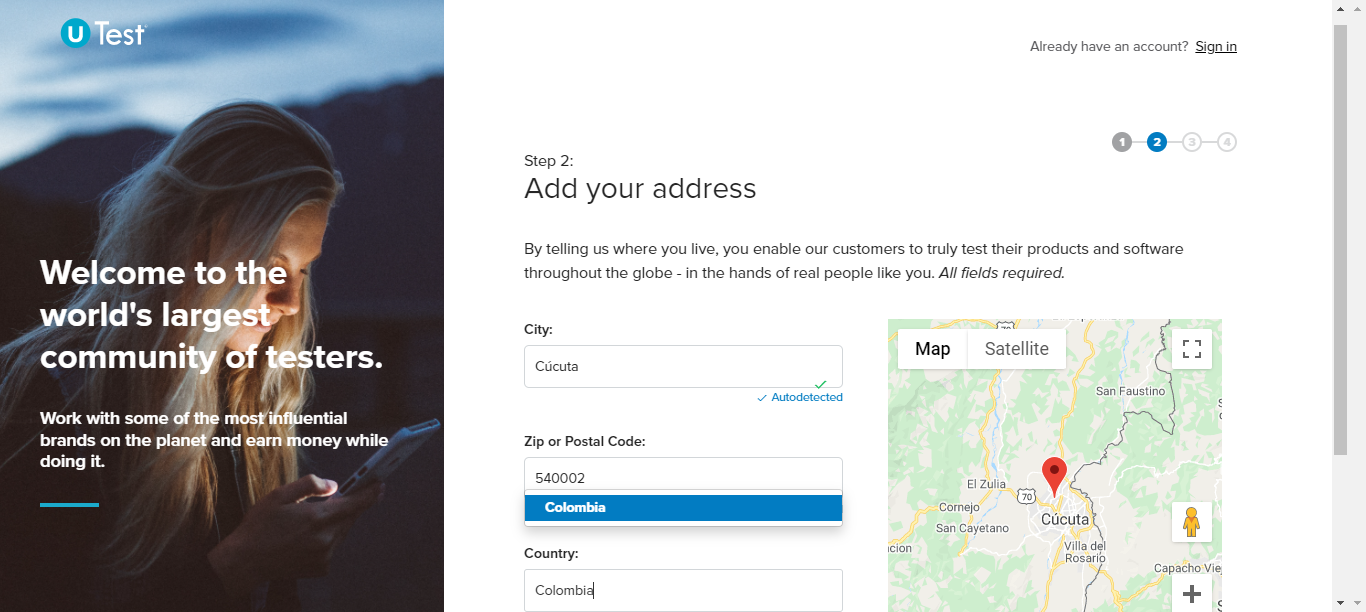 U Test
Already have an account? Sign in
1 2 3 4
Step 2:
Add your address
By telling us where you live, you enable our customers to truly test their products and software
throughout the globe - in the hands of real people like you. All fields required.
Welcome to the
world's largest
community of testers.
Work with some of the most influential
brands on the planet and earn money while
doing it.
City:
Cúcuta
Autodetected
Zip or Postal Code:
540002
Colombia
Country:
Colombia
Map Satellite
70
San Faustino
El Zulia
70
Cornejo
Cúcuta
San Cayetano
Villa del
Rosario
Capacho Vie